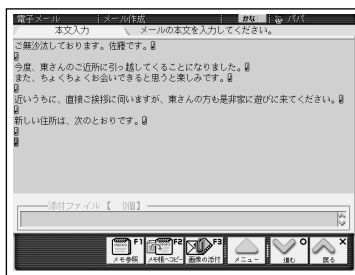 電子メール メール作成 かな パパ
本文入力 メールの本文を入力してください。
ご無沙汰しております。佐藤です。
今度、東さんのご近所に引っ越してくることになりました。
また、ちょくちょくお会いできると思うと楽しみです。
近いうちに、直接ご挨拶に伺いますが、東さんの方も是非家に遊びに来てください。
新しい住所は、次のとおりです。
添付ファイル【 0個】
F1 F2 F3
メモ参照 メモ帳へコピー 画像の添付 メニュー 進む 戻る